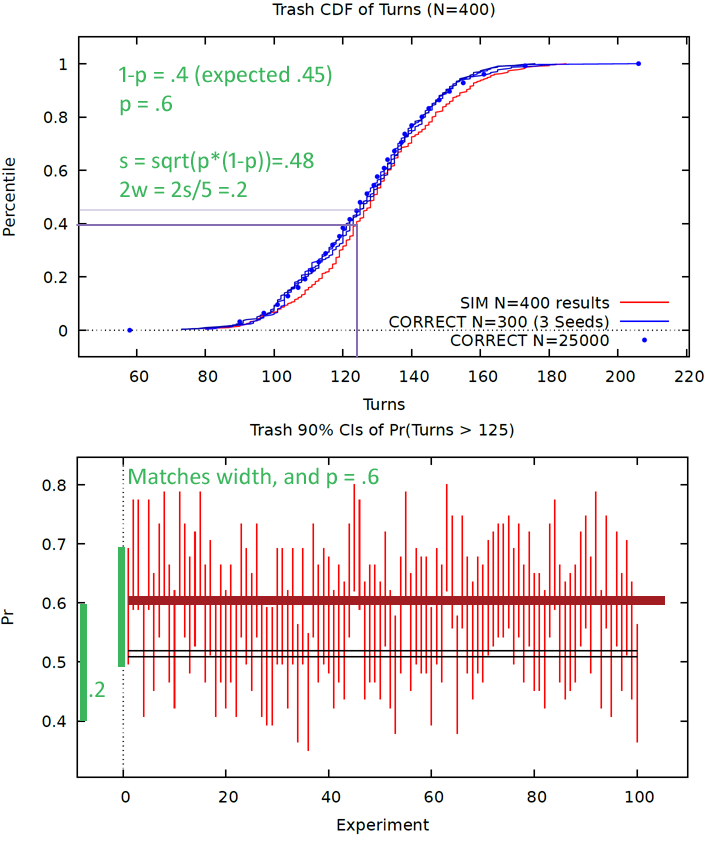 Trash CDF of Turns (N=400)
1-p = .4 (expected .45)
p = .6
s = sqrt(p*(1-p))=.48
2w = 2s/5 =.2
Percentile
1
0.8
0.6
0.4
0.2
0
SIM N=400 results
CORRECT N=300 (3 Seeds)
CORRECT N=25000
60 80 100 120 140 160 180 200 220
Turns
Trash 90% CIs of Pr(Turns > 125)
Matches width, and p = .6
Pr
0.8
0.7
0.6
0.5
0.4
.2
0 20 40 60 80 100
Experiment